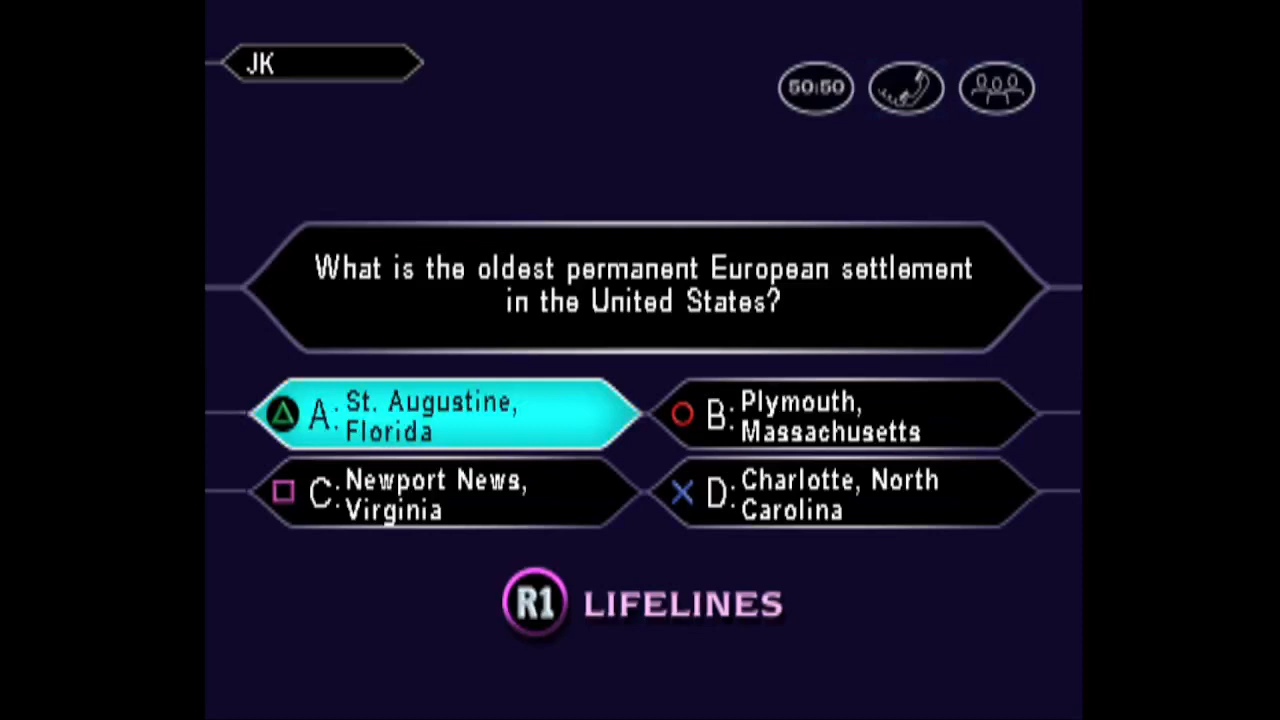 JK
50:50
What is the oldest permanent European settlement
in the United States?
A: St. Augustine,
Florida
B: Plymouth,
Massachusetts
C: Newport News,
Virginia
D: Charlotte, North
Carolina
R1 LIFELINES